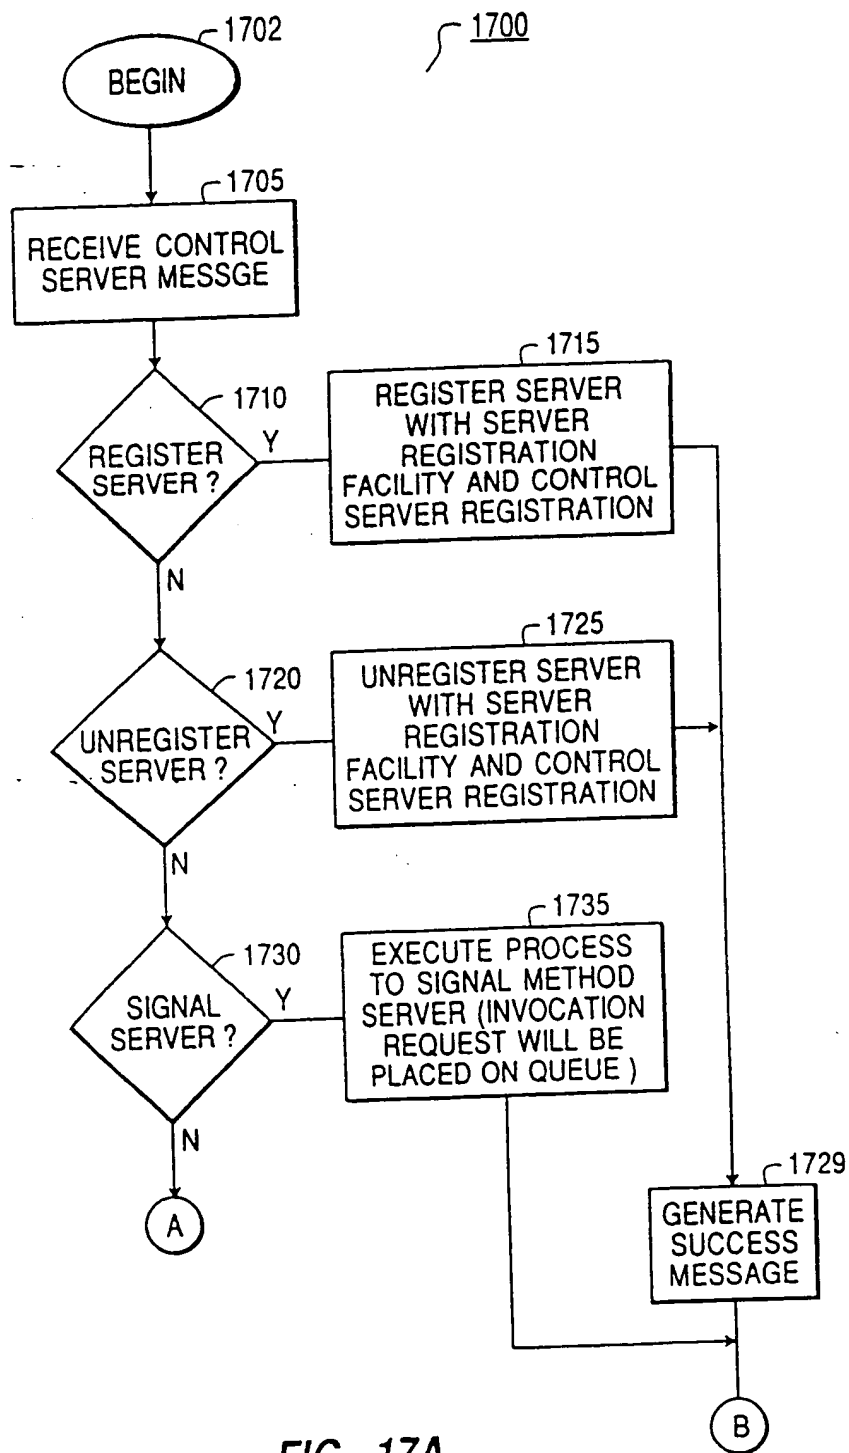 1702
1700
BEGIN
1705
RECEIVE CONTROL
SERVER MESSGE
1710
REGISTER
SERVER ?
Y
N
1715
REGISTER SERVER
WITH SERVER
REGISTRATION
FACILITY AND CONTROL
SERVER REGISTRATION
1720
UNREGISTER
SERVER ?
Y
N
1725
UNREGISTER SERVER
WITH SERVER
REGISTRATION
FACILITY AND CONTROL
SERVER REGISTRATION
1730
SIGNAL
SERVER ?
Y
N
1735
EXECUTE PROCESS
TO SIGNAL METHOD
SERVER (INVOCATION
REQUEST WILL BE
PLACED ON QUEUE )
A
1729
GENERATE
SUCCESS
MESSAGE
B
FIG. 17A